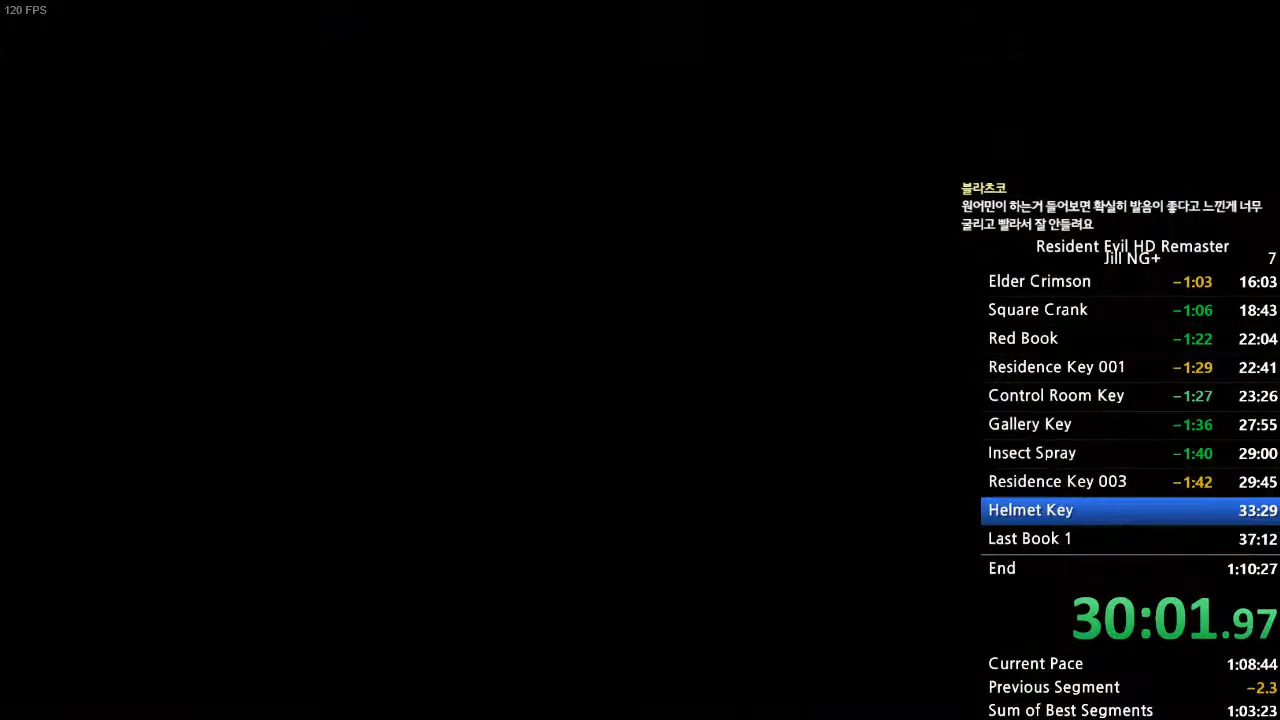 120 FPS
블라츠코
원어민이 하는거 들어보면 확실히 발음이 좋다고 느낀게 너무
굴리고 빨라서 잘 안들려요
Resident Evil HD Remaster
Jill NG+ 7
Elder Crimson -1:03 16:03
Square Crank -1:06 18:43
Red Book -1:22 22:04
Residence Key 001 -1:29 22:41
Control Room Key -1:27 23:26
Gallery Key -1:36 27:55
Insect Spray -1:40 29:00
Residence Key 003 -1:42 29:45
Helmet Key 33:29
Last Book 1 37:12
End 1:10:27
30:01.97
Current Pace 1:08:44
Previous Segment -2.3
Sum of Best Segments 1:03:23